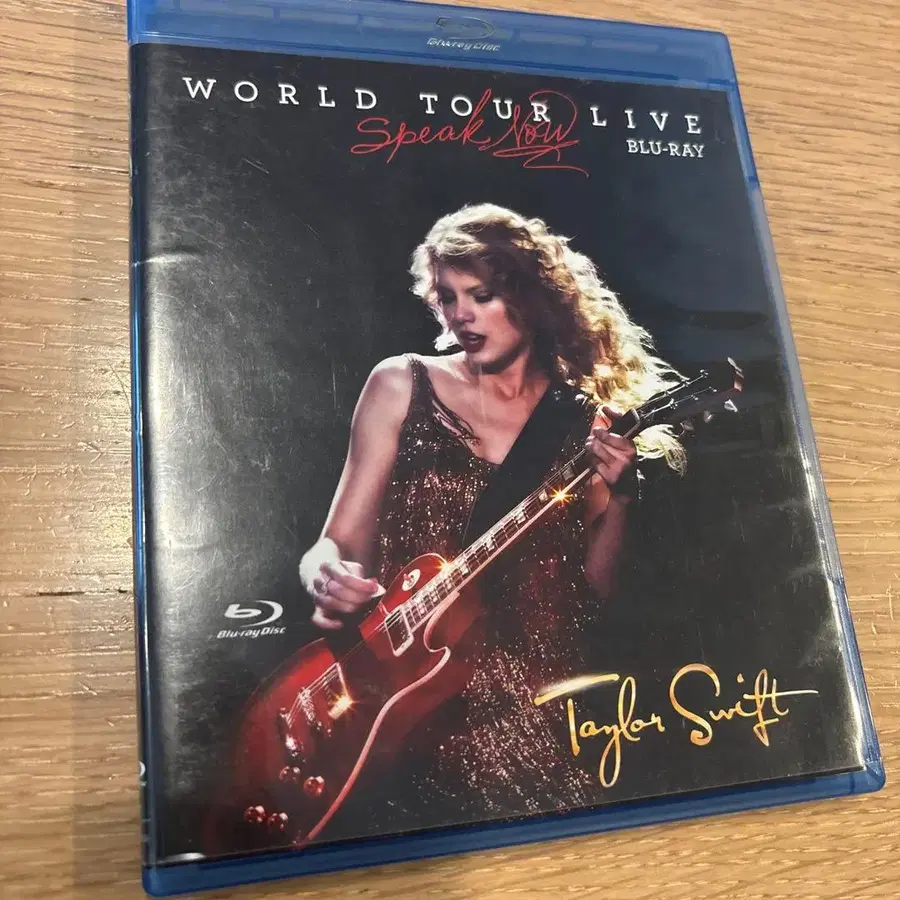 Blu-ray Disc
WORLD TOUR LIVE
Speak Now
BLU-RAY
Blu-ray Disc
Taylor Swift